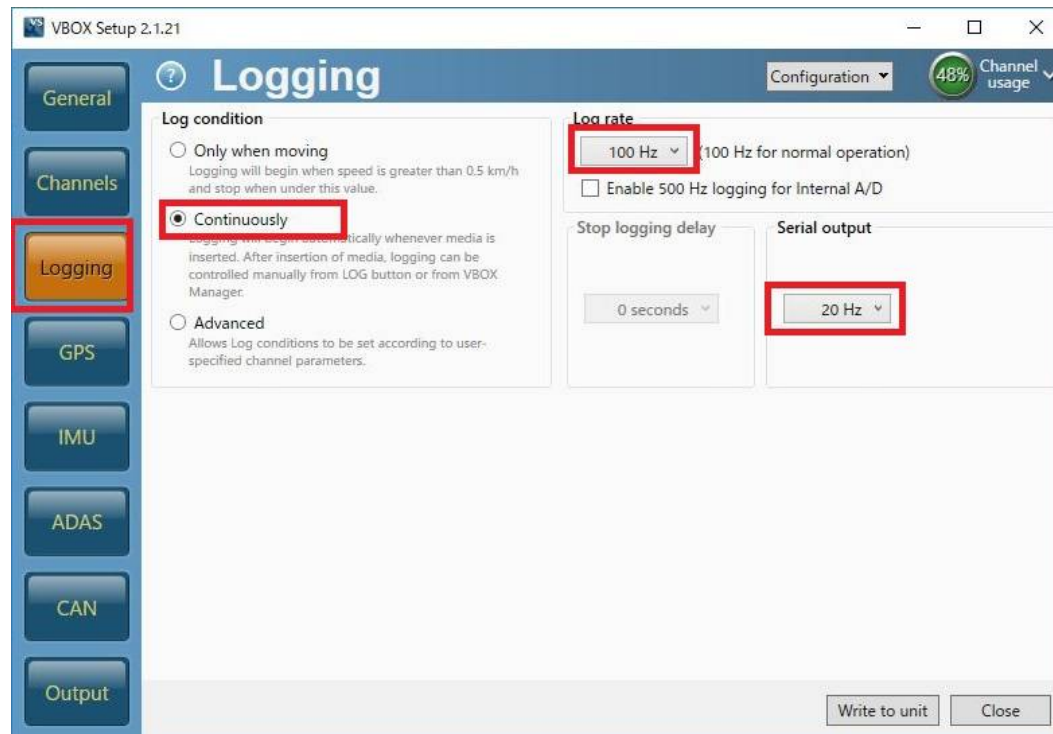 VBOX Setup 2.1.21
General
Channels
Logging
GPS
IMU
ADAS
CAN
Output
? Logging
Configuration
48% Channel usage
Log condition
Only when moving
Logging will begin when speed is greater than 0.5 km/h
and stop when under this value.
Continuously
Logging will begin automatically whenever media is
inserted. After insertion of media, logging can be
controlled manually from LOG button or from VBOX
Manager.
Advanced
Allows Log conditions to be set according to user-
specified channel parameters.
Log rate
100 Hz (100 Hz for normal operation)
Enable 500 Hz logging for Internal A/D
Stop logging delay
0 seconds
Serial output
20 Hz
Write to unit
Close